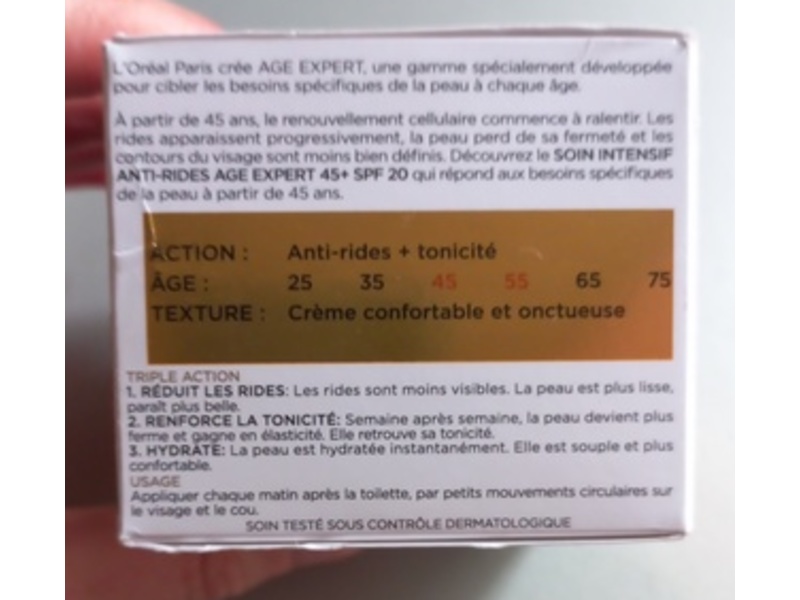 L'Oréal Paris crée AGE EXPERT, une gamme spécialement développée
pour cibler les besoins spécifiques de la peau à chaque âge.
À partir de 45 ans, le renouvellement cellulaire commence à ralentir. Les
rides apparaissent progressivement, la peau perd de sa fermeté et les
contours du visage sont moins bien définis. Découvrez le SOIN INTENSIF
ANTI-RIDES AGE EXPERT 45+ SPF 20 qui répond aux besoins spécifiques
de la peau à partir de 45 ans.
ACTION : Anti-rides + tonicité
ÂGE : 25 35 45 55 65 75
TEXTURE : Crème confortable et onctueuse
TRIPLE ACTION
1. RÉDUIT LES RIDES: Les rides sont moins visibles. La peau est plus lisse,
paraît plus belle.
2. RENFORCE LA TONICITÉ: Semaine après semaine, la peau devient plus
ferme et gagne en élasticité. Elle retrouve sa tonicité.
3. HYDRATE: La peau est hydratée instantanément. Elle est souple et plus
confortable.
USAGE
Appliquer chaque matin après la toilette, par petits mouvements circulaires sur
le visage et le cou.
SOIN TESTÉ SOUS CONTRÔLE DERMATOLOGIQUE